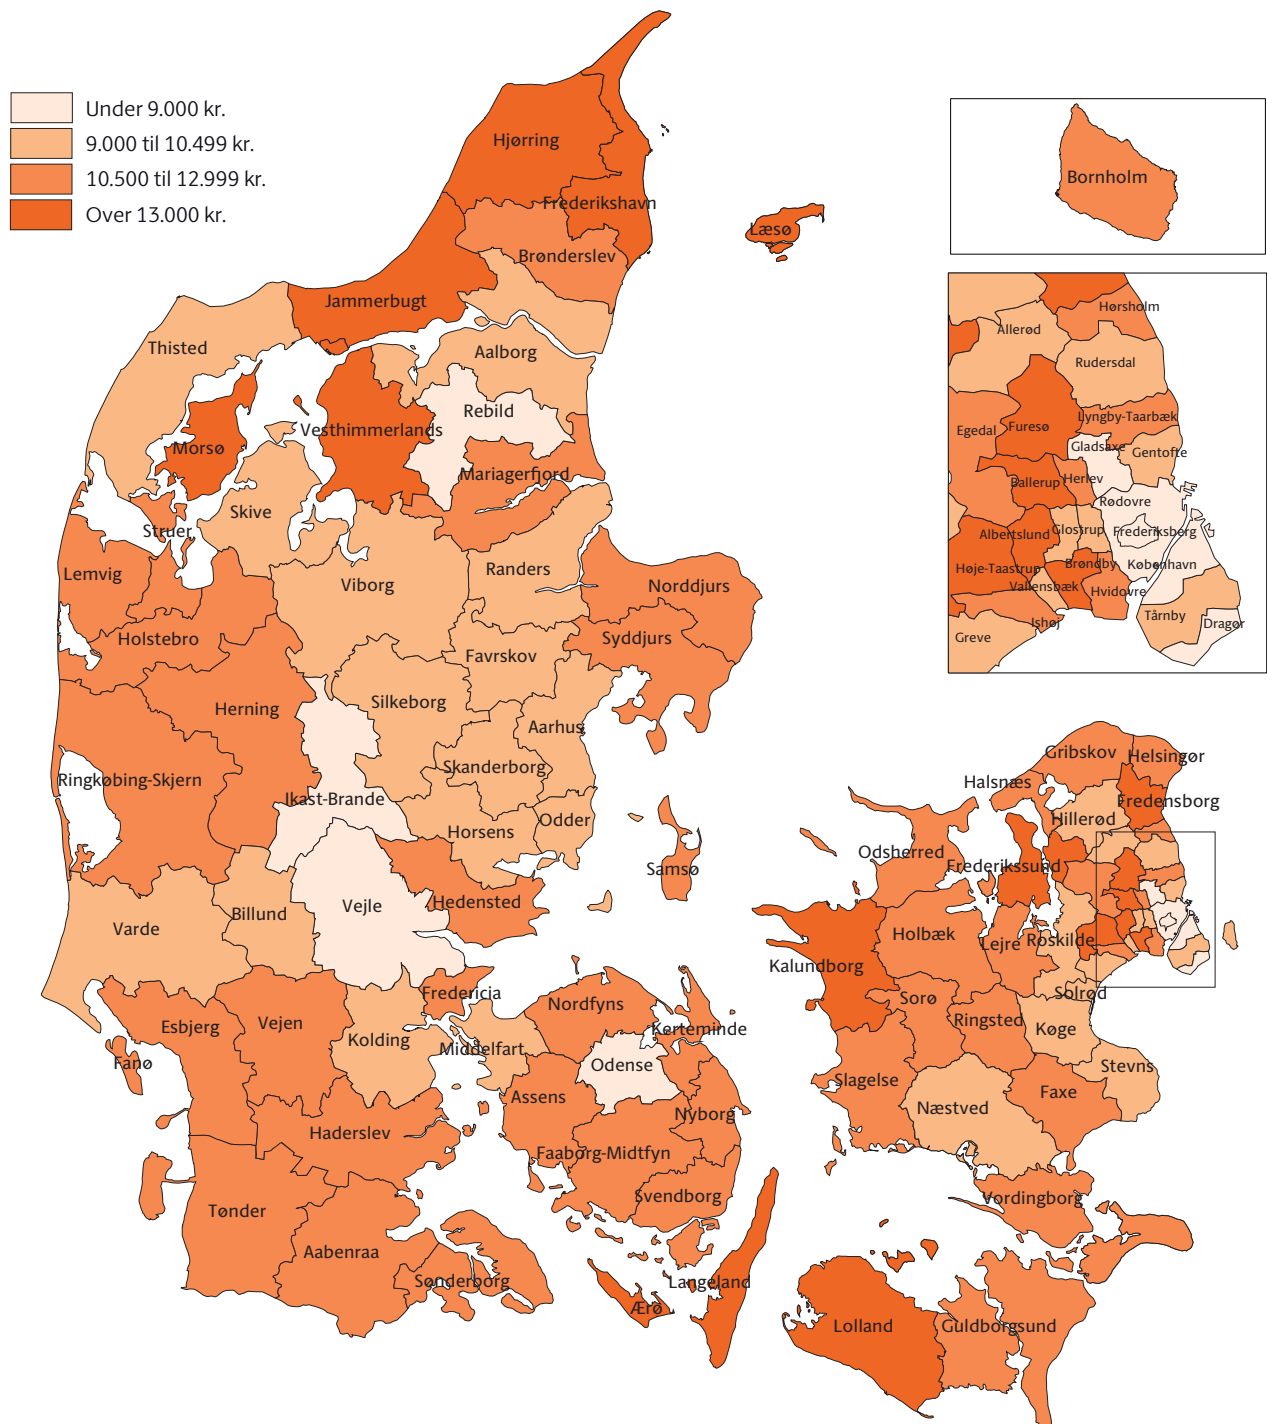 Under 9.000 kr.
9.000 til 10.499 kr.
10.500 til 12.999 kr.
Over 13.000 kr.
Hjørring
Frederikshavn
Læsø
Brønderslev
Jammerbugt
Thisted
Aalborg
Rebild
Vesthimmerlands
Morsø
Mariagerfjord
Skive
Struer
Lemvig
Viborg
Randers
Norddjurs
Holstebro
Syddjurs
Favrskov
Silkeborg
Herning
Aarhus
Skanderborg
Ringkøbing-Skjern
Ikast-Brande
Horsens
Odder
Samsø
Hedensted
Vejle
Billund
Varde
Fredericia
Esbjerg
Vejen
Kolding
Middelfart
Nordfyns
Kerteminde
Odense
Fanø
Assens
Nyborg
Haderslev
Faaborg-Midtfyn
Svendborg
Tønder
Aabenraa
Sønderborg
Langeland
Ærø
Bornholm
Hørsholm
Allerød
Rudersdal
Lyngby-Taarbæk
Egedal
Furesø
Gladsaxe
Gentofte
Ballerup
Herlev
Rødovre
Albertslund
Glostrup
Frederiksberg
Høje-Taastrup
Brøndby
København
Vallensbæk
Hvidovre
Ishøj
Tårnby
Dragør
Greve
Gribskov
Helsingør
Halsnæs
Fredensborg
Hillerød
Odsherred
Frederikssund
Holbæk
Lejre
Roskilde
Kalundborg
Solrød
Sorø
Ringsted
Køge
Stevns
Slagelse
Faxe
Næstved
Vordingborg
Lolland
Guldborgsund